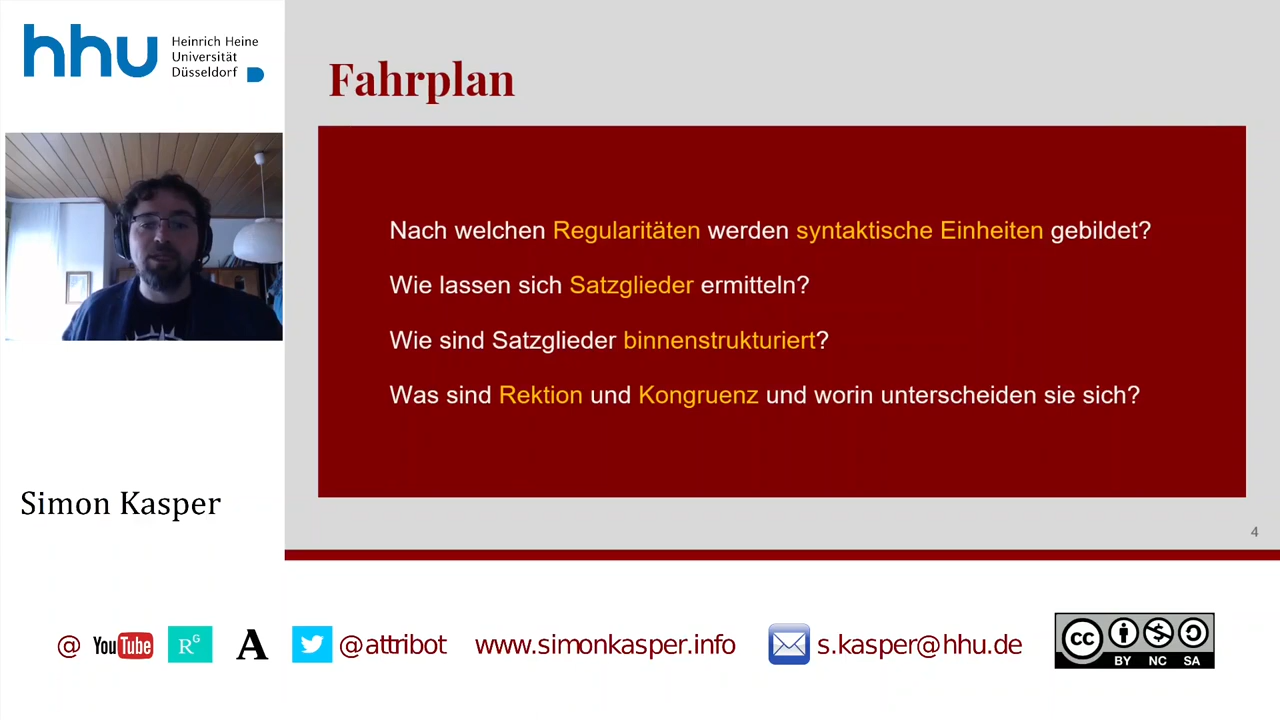 hhu Heinrich Heine
Universität
Düsseldorf
Fahrplan
Nach welchen Regularitäten werden syntaktische Einheiten gebildet?
Wie lassen sich Satzglieder ermitteln?
Wie sind Satzglieder binnenstrukturiert?
Was sind Rektion und Kongruenz und worin unterscheiden sie sich?
4
Simon Kasper
@ YouTube RG A @attribot www.simonkasper.info s.kasper@hhu.de
cc
BY NC SA